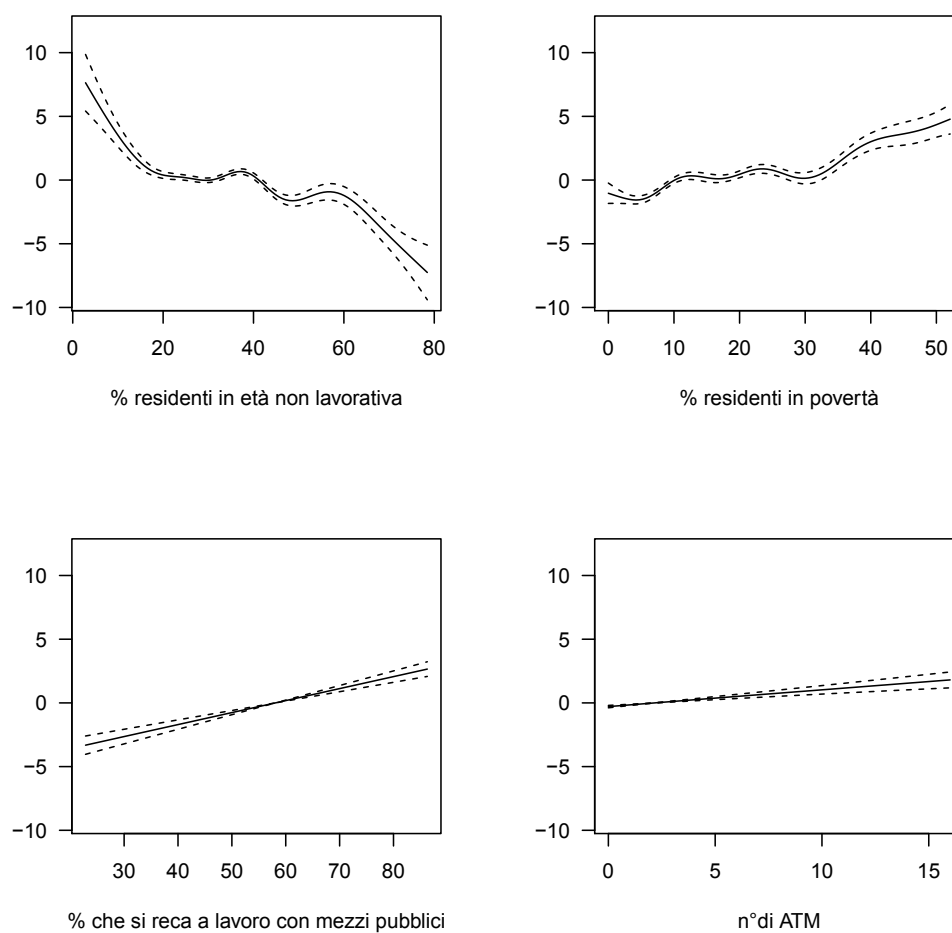 10
5
0
−5
−10
0 20 40 60 80
% residenti in età non lavorativa
10
5
0
−5
−10
0 10 20 30 40 50
% residenti in povertà
10
5
0
−5
−10
30 40 50 60 70 80
% che si reca a lavoro con mezzi pubblici
10
5
0
−5
−10
0 5 10 15
n°di ATM